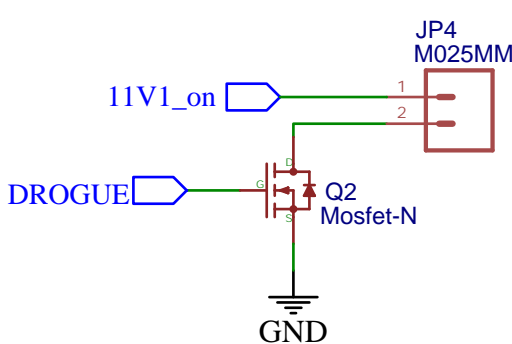 JP4
M025MM
11V1_on
1
2
D
DROGUE
G
Q2
Mosfet-N
S
GND